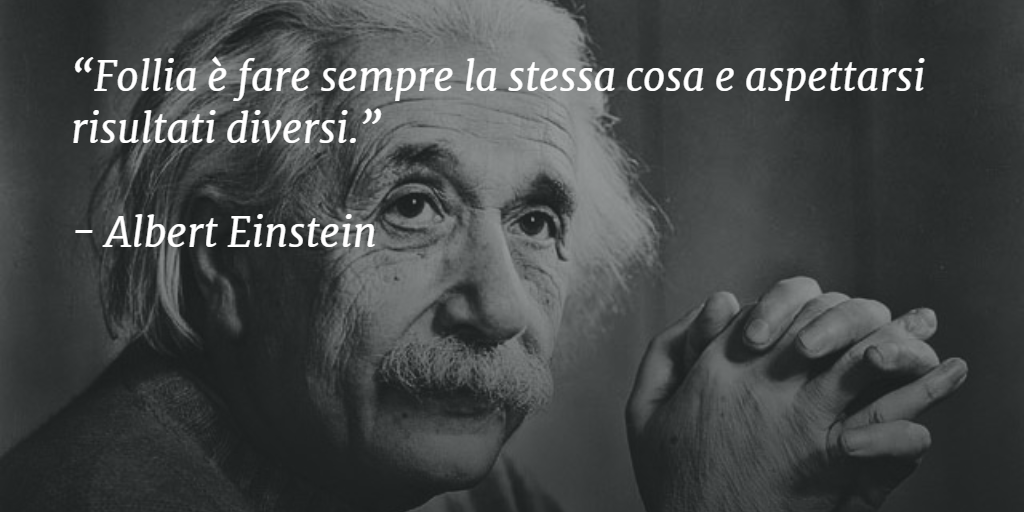 “Follia è fare sempre la stessa cosa e aspettarsi
risultati diversi.”
– Albert Einstein